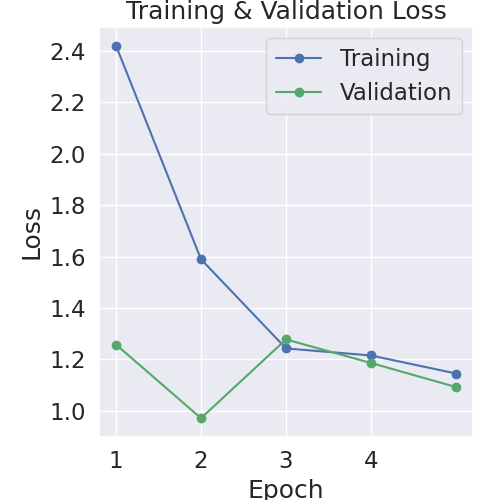 Training & Validation Loss
Training
Validation
Loss
2.4
2.2
2.0
1.8
1.6
1.4
1.2
1.0
1 2 3 4
Epoch